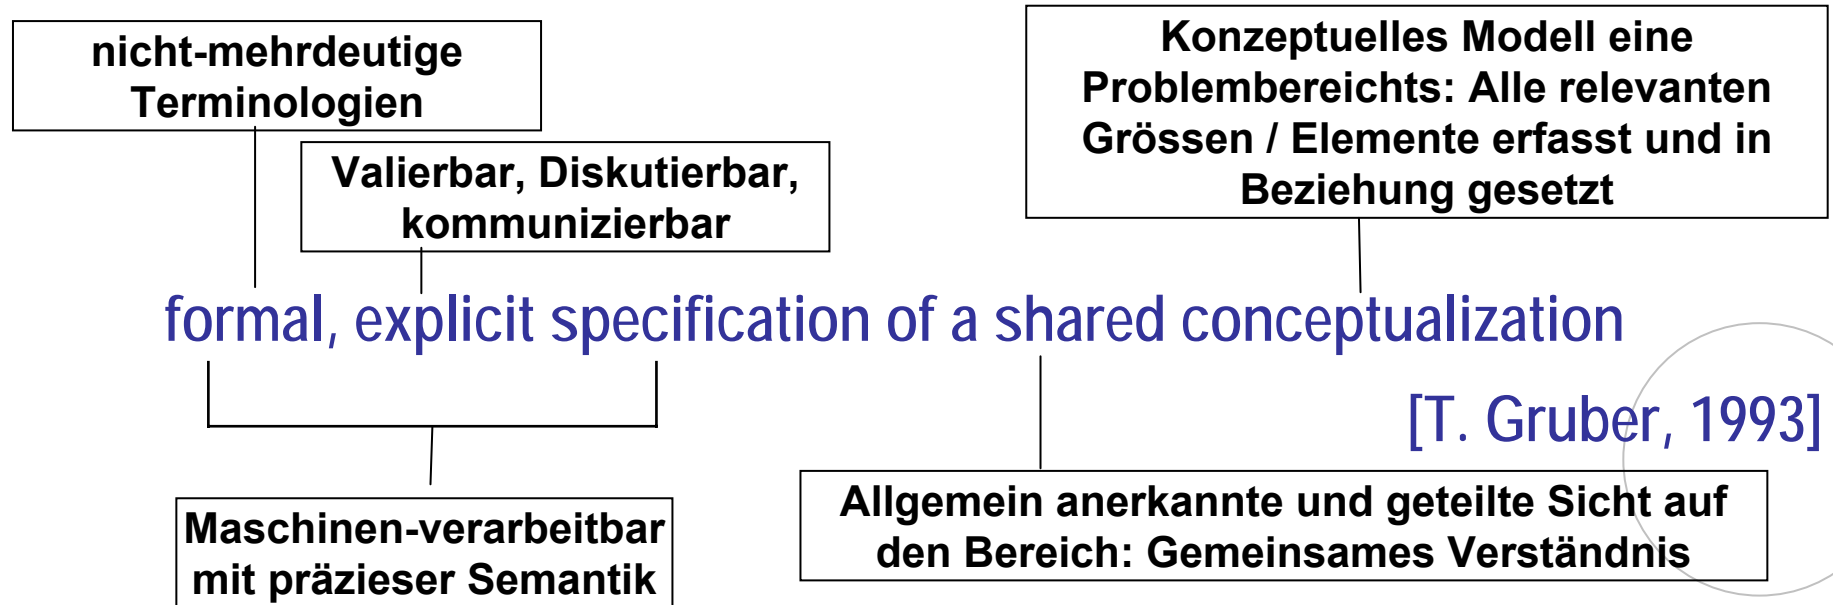 nicht-mehrdeutige
Terminologien
Konzeptuelles Modell eine
Problembereichts: Alle relevanten
Grössen / Elemente erfasst und in
Beziehung gesetzt
Valierbar, Diskutierbar,
kommunizierbar
formal, explicit specification of a shared conceptualization
[T. Gruber, 1993]
Maschinen-verarbeitbar
mit präzieser Semantik
Allgemein anerkannte und geteilte Sicht auf
den Bereich: Gemeinsames Verständnis